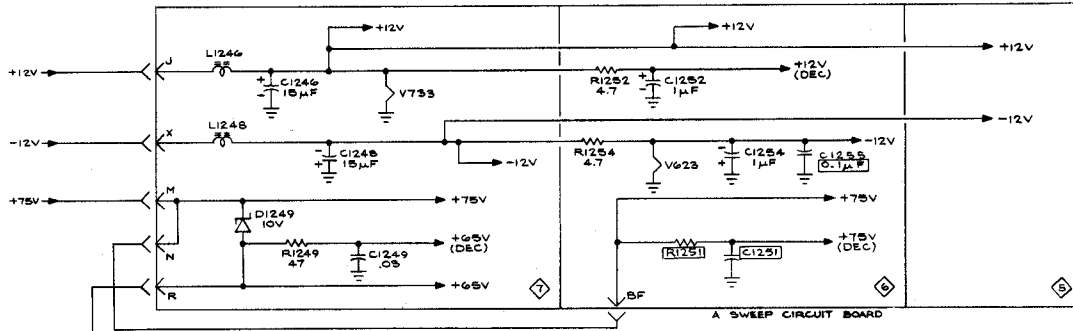 +12V
+12V
J
L1246
+12V
+12V
C1246
15µF
V733
R1252
4.7
C1252
1µF
+12V
(DEC)
X
L1248
-12V
-12V
C1248
15µF
-12V
R1254
4.7
V623
C1254
1µF
C1255
0.1µF
-12V
M
+75V
D1249
10V
+75V
+75V
N
R1249
47
C1249
.03
+65V
(DEC)
R1251
C1251
+75V
(DEC)
R
+65V
7
BF
6
5
A SWEEP CIRCUIT BOARD